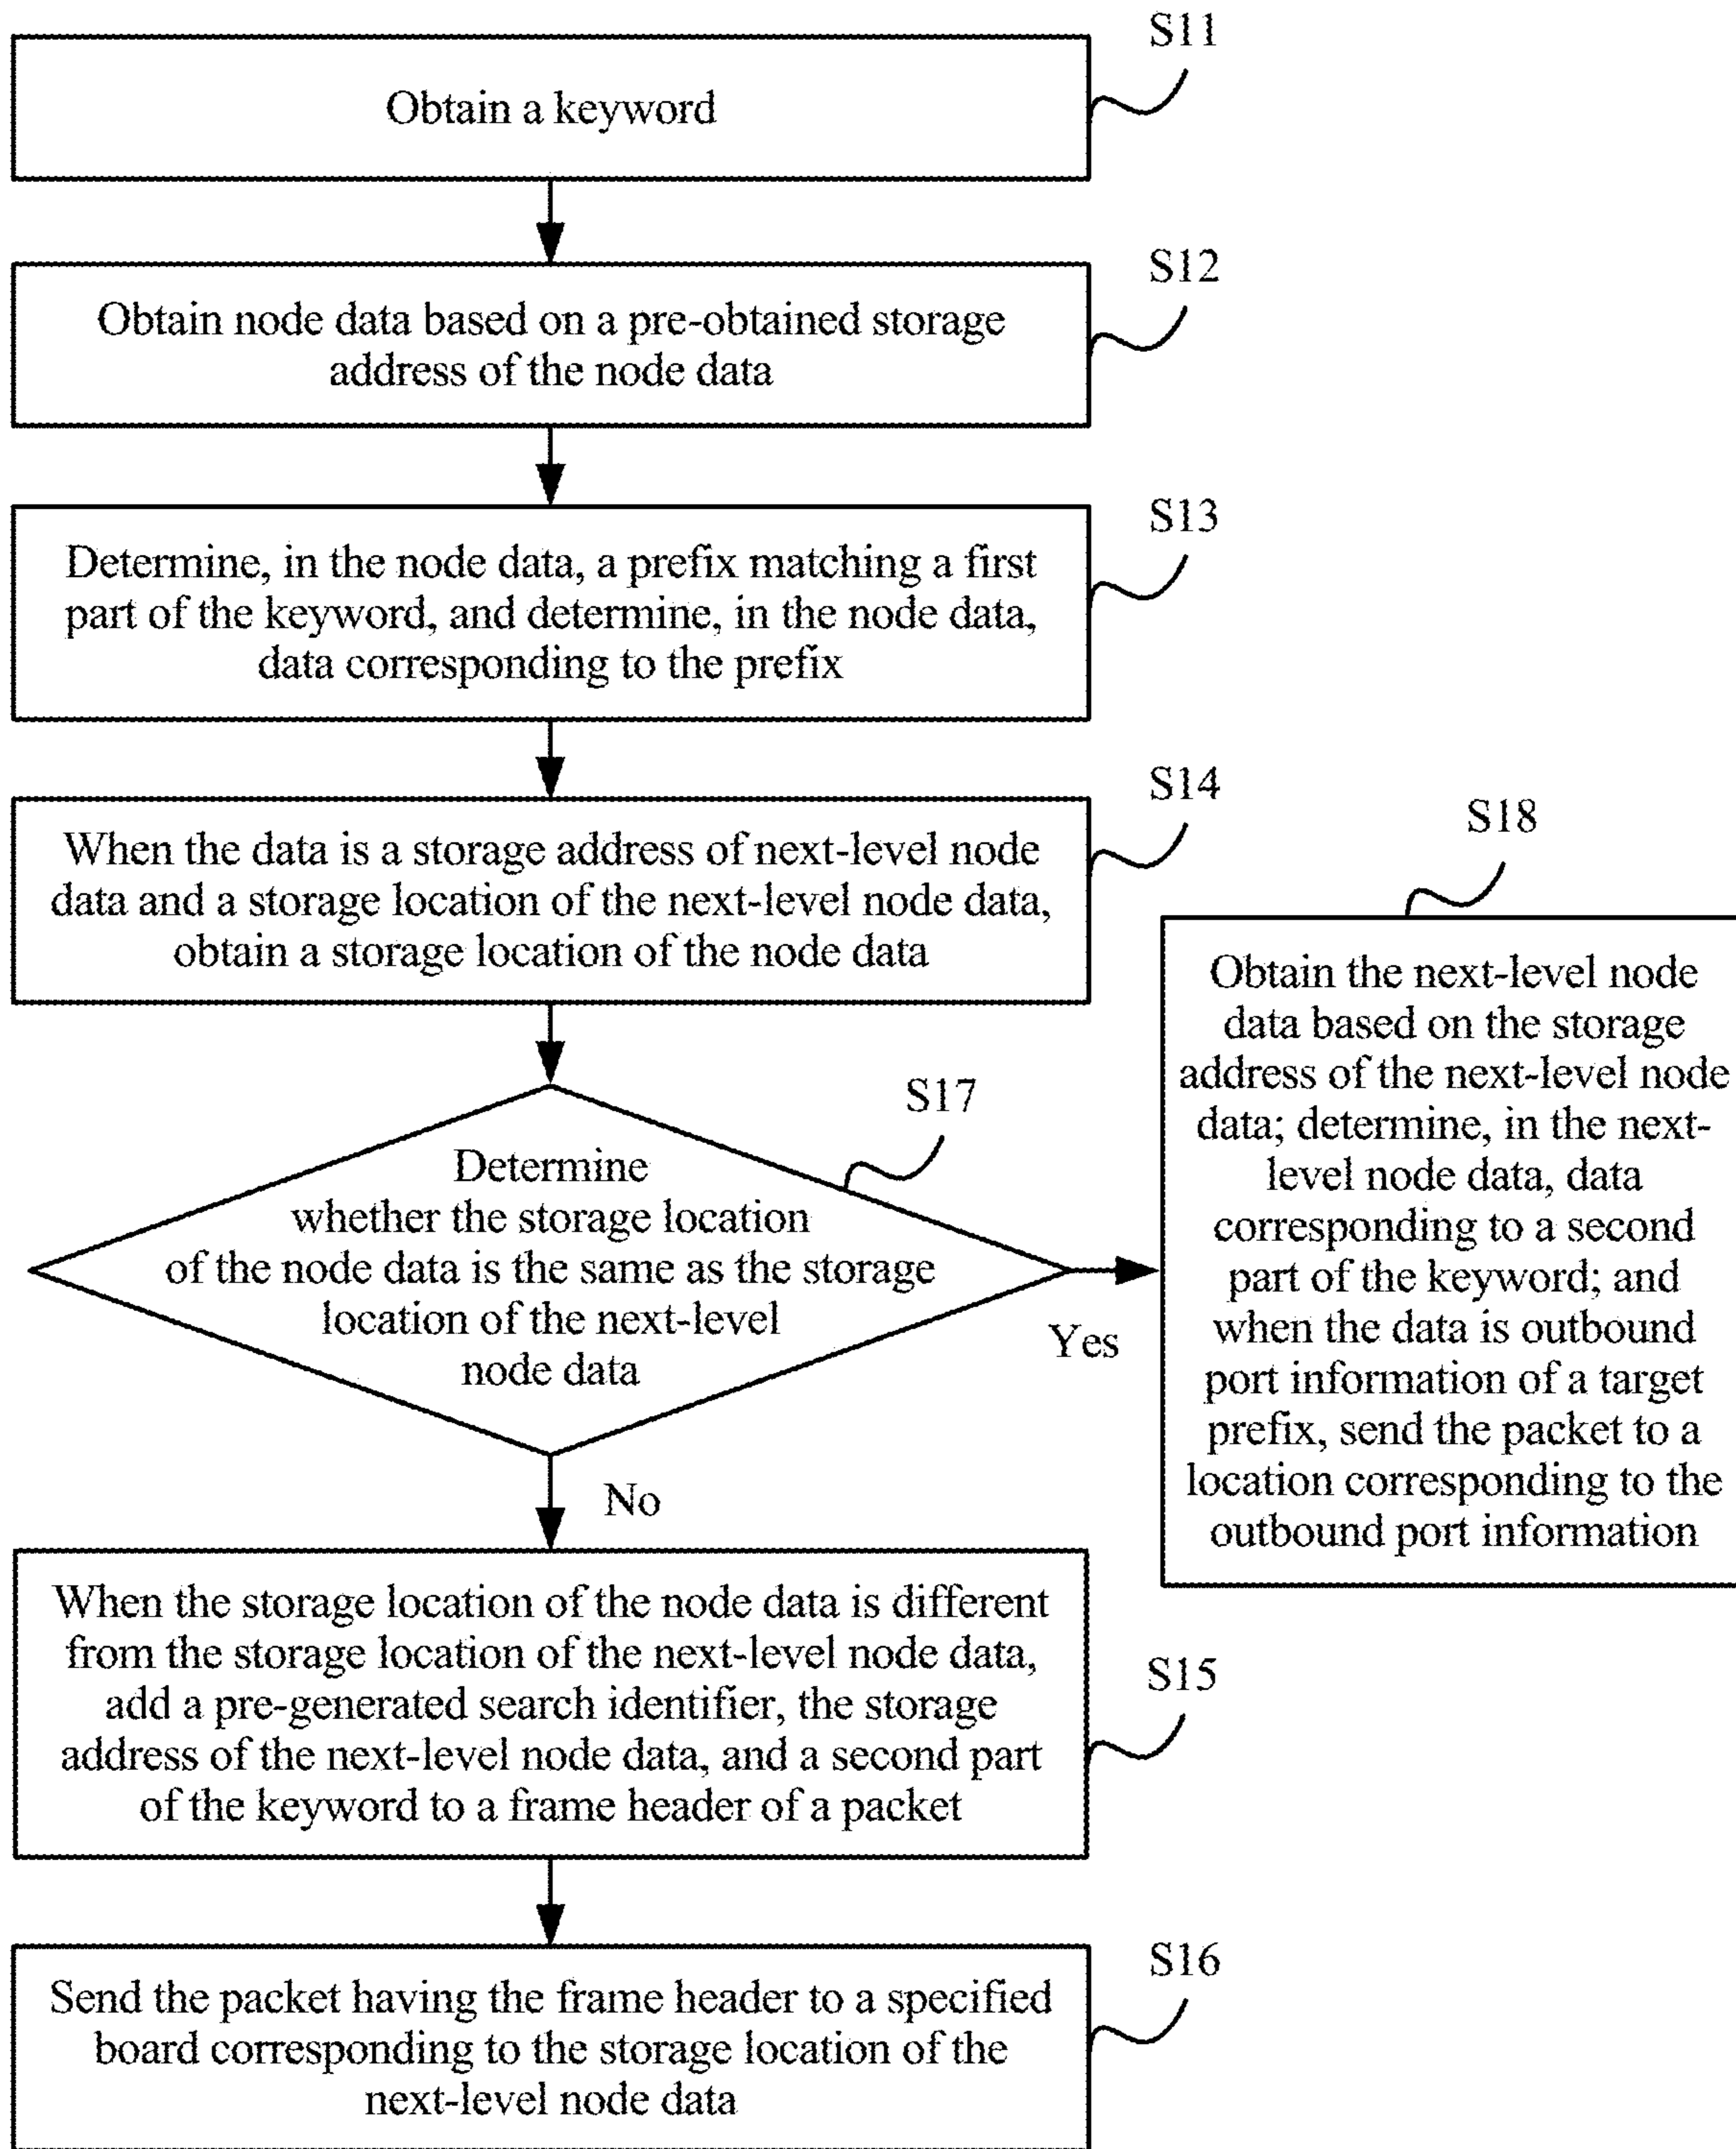 S11
Obtain a keyword
S12
Obtain node data based on a pre-obtained storage
address of the node data
S13
Determine, in the node data, a prefix matching a first
part of the keyword, and determine, in the node data,
data corresponding to the prefix
S14
When the data is a storage address of next-level node
data and a storage location of the next-level node data,
obtain a storage location of the node data
S17
Determine
whether the storage location
of the node data is the same as the storage
location of the next-level
node data
Yes
S18
Obtain the next-level node
data based on the storage
address of the next-level node
data; determine, in the next-
level node data, data
corresponding to a second
part of the keyword; and
when the data is outbound
port information of a target
prefix, send the packet to a
location corresponding to the
outbound port information
No
When the storage location of the node data is different
from the storage location of the next-level node data,
add a pre-generated search identifier, the storage
address of the next-level node data, and a second part
of the keyword to a frame header of a packet
S15
Send the packet having the frame header to a specified
board corresponding to the storage location of the
next-level node data
S16